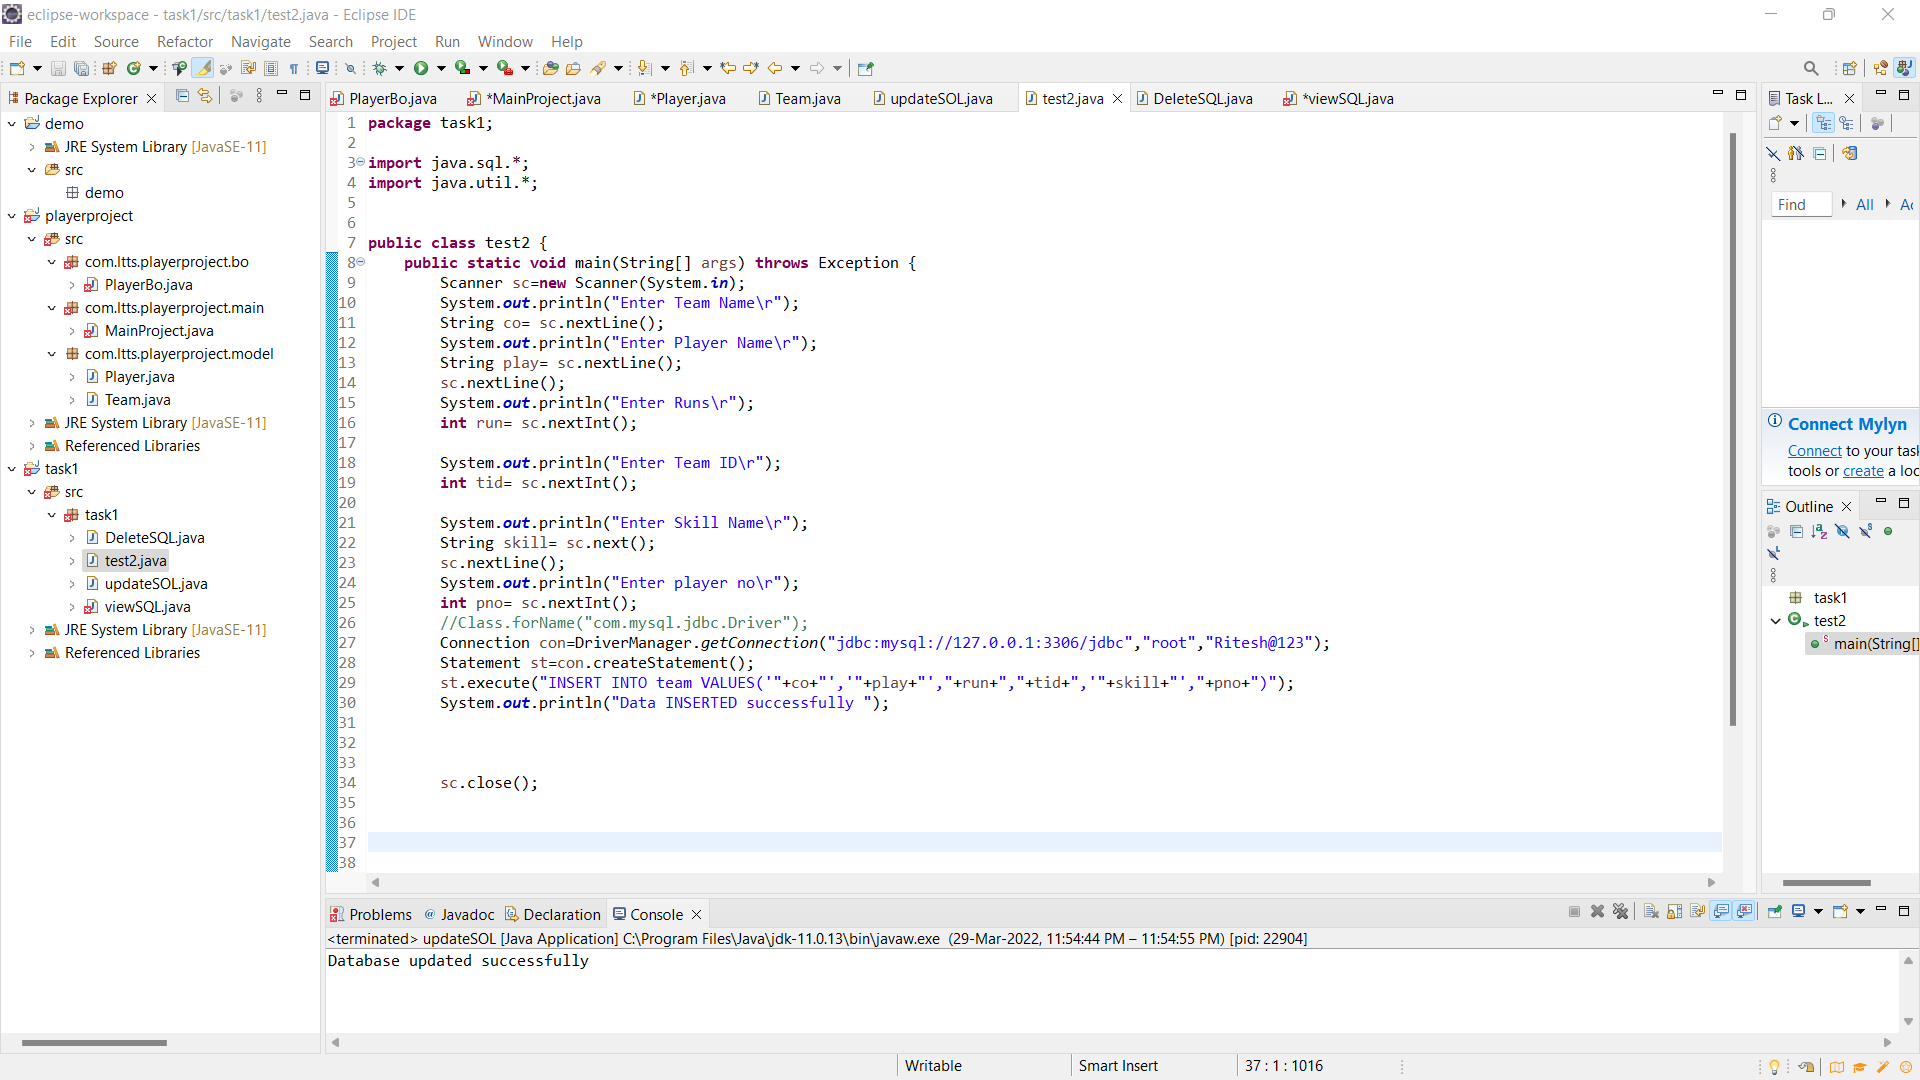 eclipse-workspace - task1/src/task1/test2.java - Eclipse IDE
File Edit Source Refactor Navigate Search Project Run Window Help
Package Explorer
demo
JRE System Library [JavaSE-11]
src
demo
playerproject
src
com.ltts.playerproject.bo
PlayerBo.java
com.ltts.playerproject.main
MainProject.java
com.ltts.playerproject.model
Player.java
Team.java
JRE System Library [JavaSE-11]
Referenced Libraries
task1
src
task1
DeleteSQL.java
test2.java
updateSOL.java
viewSQL.java
JRE System Library [JavaSE-11]
Referenced Libraries
PlayerBo.java *MainProject.java *Player.java Team.java updateSOL.java test2.java DeleteSQL.java *viewSQL.java
1 package task1;
2
3 import java.sql.*;
4 import java.util.*;
5
6
7 public class test2 {
8 public static void main(String[] args) throws Exception {
9 Scanner sc=new Scanner(System.in);
10 System.out.println("Enter Team Name\r");
11 String co= sc.nextLine();
12 System.out.println("Enter Player Name\r");
13 String play= sc.nextLine();
14 sc.nextLine();
15 System.out.println("Enter Runs\r");
16 int run= sc.nextInt();
17
18 System.out.println("Enter Team ID\r");
19 int tid= sc.nextInt();
20
21 System.out.println("Enter Skill Name\r");
22 String skill= sc.next();
23 sc.nextLine();
24 System.out.println("Enter player no\r");
25 int pno= sc.nextInt();
26 //Class.forName("com.mysql.jdbc.Driver");
27 Connection con=DriverManager.getConnection("jdbc:mysql://127.0.0.1:3306/jdbc","root","Ritesh@123");
28 Statement st=con.createStatement();
29 st.execute("INSERT INTO team VALUES('"+co+"','"+play+"',"+run+","+tid+",'"+skill+"',"+pno+")");
30 System.out.println("Data INSERTED successfully ");
31
32
33
34 sc.close();
35
36
37
38
Task L...
Find All Ac
Connect Mylyn
Connect to your task
tools or create a loc
Outline
task1
test2
main(String[]
Problems @ Javadoc Declaration Console
<terminated> updateSOL [Java Application] C:\Program Files\Java\jdk-11.0.13\bin\javaw.exe (29-Mar-2022, 11:54:44 PM – 11:54:55 PM) [pid: 22904]
Database updated successfully
Writable Smart Insert 37 : 1 : 1016